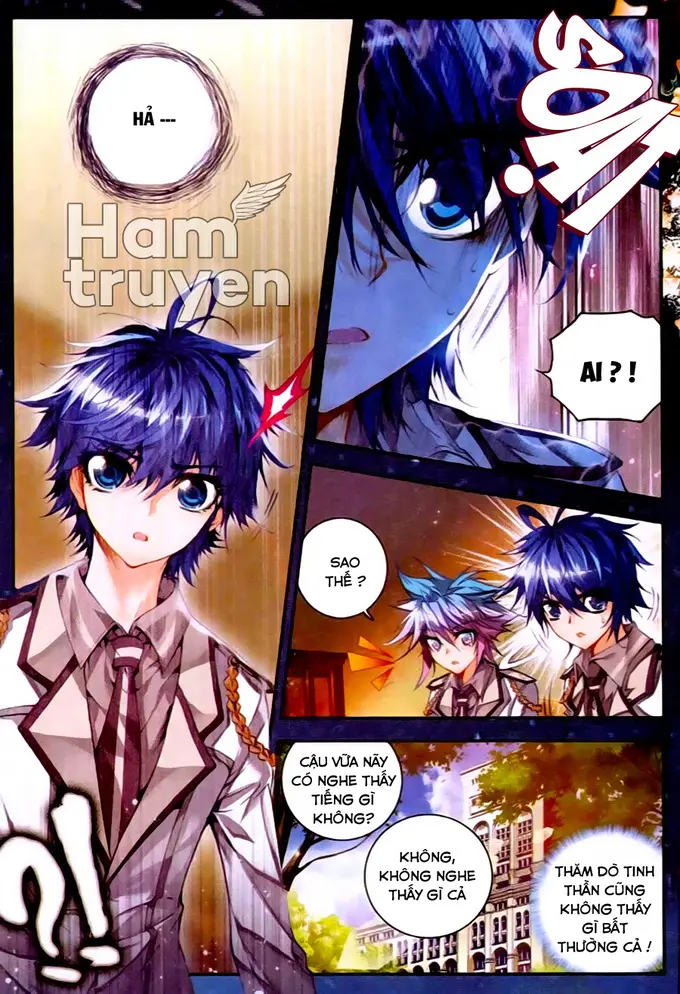 HẢ ---
Ham
truyen
SOẠT!
AI ? !
SAO
THẾ ?
?!
CẬU VỪA NÃY
CÓ NGHE THẤY
TIẾNG GÌ
KHÔNG?
KHÔNG,
KHÔNG NGHE
THẤY GÌ CẢ
THĂM DÒ TINH
THẦN CŨNG
KHÔNG THẤY
GÌ BẤT
THƯỜNG CẢ !